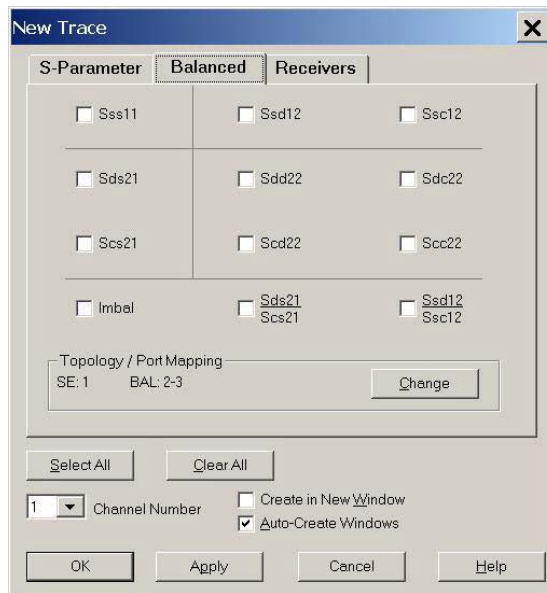 New Trace
S-Parameter Balanced Receivers
Sss11 Ssd12 Ssc12
Sds21 Sdd22 Sdc22
Scs21 Scd22 Scc22
Imbal Sds21 Ssd12
Scs21 Ssc12
Topology / Port Mapping
SE: 1 BAL: 2-3 Change
Select All Clear All
1 Channel Number
Create in New Window
Auto-Create Windows
OK Apply Cancel Help